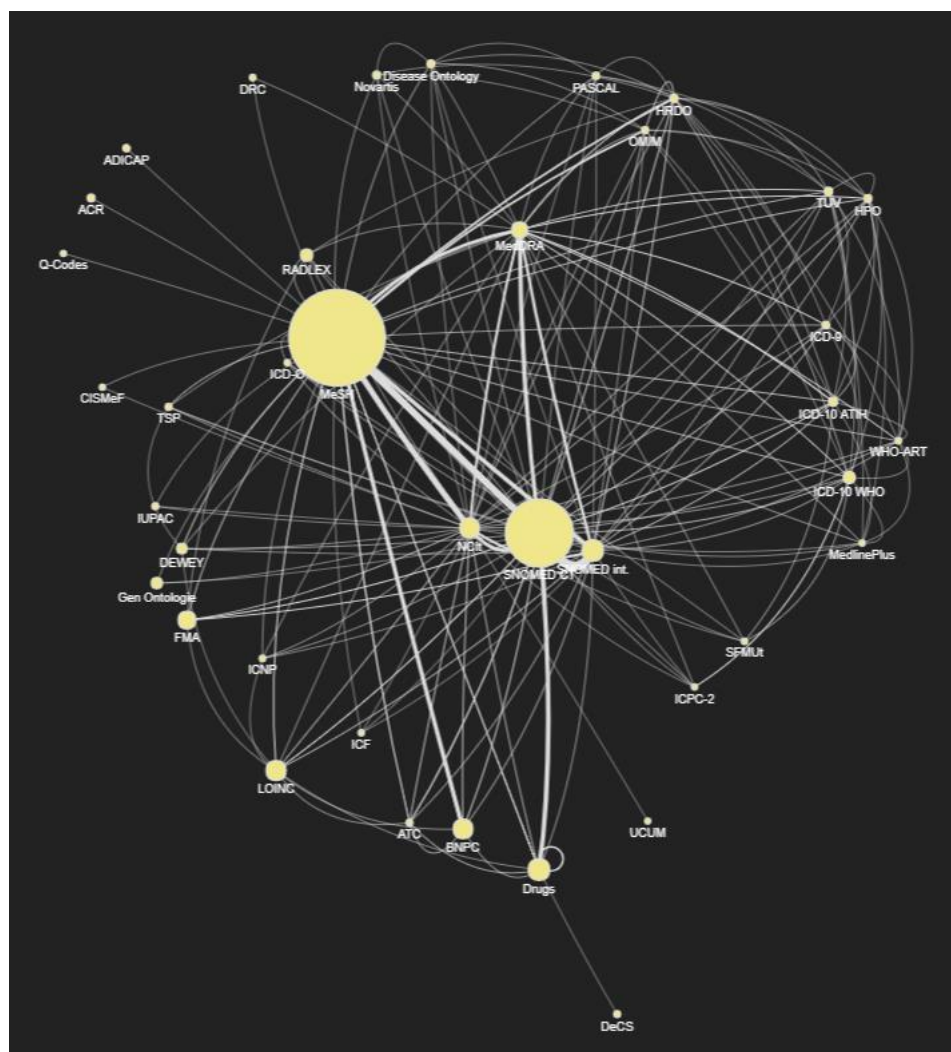 Disease Ontology
Novartis
DRC
PASCAL
HRDO
OMIM
ADICAP
ACR
TUV
HPO
MedDRA
Q-Codes
RADLEX
ICD-9
ICD-O
MeSH
CISMeF
TSP
ICD-10 ATIH
WHO-ART
ICD-10 WHO
IUPAC
NCIt
MedlinePlus
DEWEY
SNOMED CT
SNOMED int.
Gen Ontologie
FMA
SFMUt
ICNP
ICPC-2
ICF
LOINC
ATC
UCUM
BNPC
Drugs
DeCS